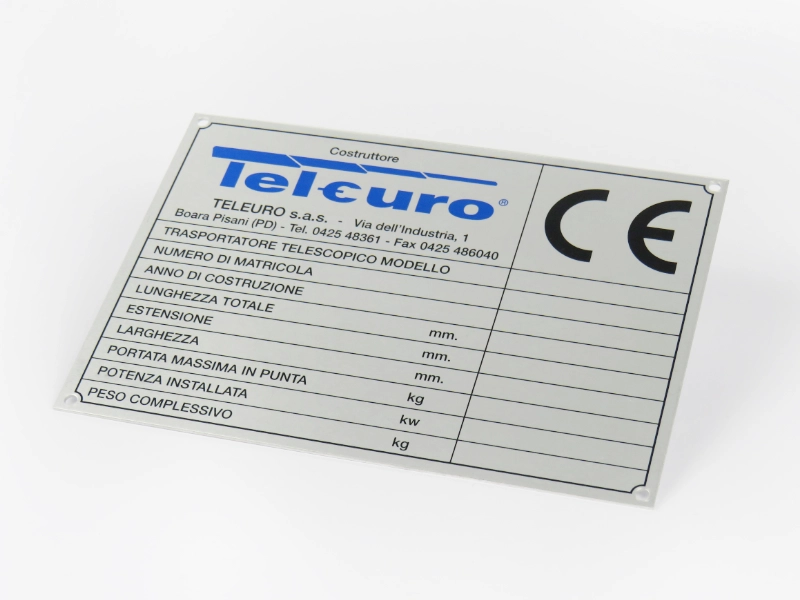 Costruttore
Teleuro®
CE
TELEURO s.a.s. - Via dell'Industria, 1
Boara Pisani (PD) - Tel. 0425 48361 - Fax 0425 486040
TRASPORTATORE TELESCOPICO MODELLO
NUMERO DI MATRICOLA
ANNO DI COSTRUZIONE
LUNGHEZZA TOTALE mm.
ESTENSIONE mm.
LARGHEZZA mm.
PORTATA MASSIMA IN PUNTA kg
POTENZA INSTALLATA kw
PESO COMPLESSIVO kg